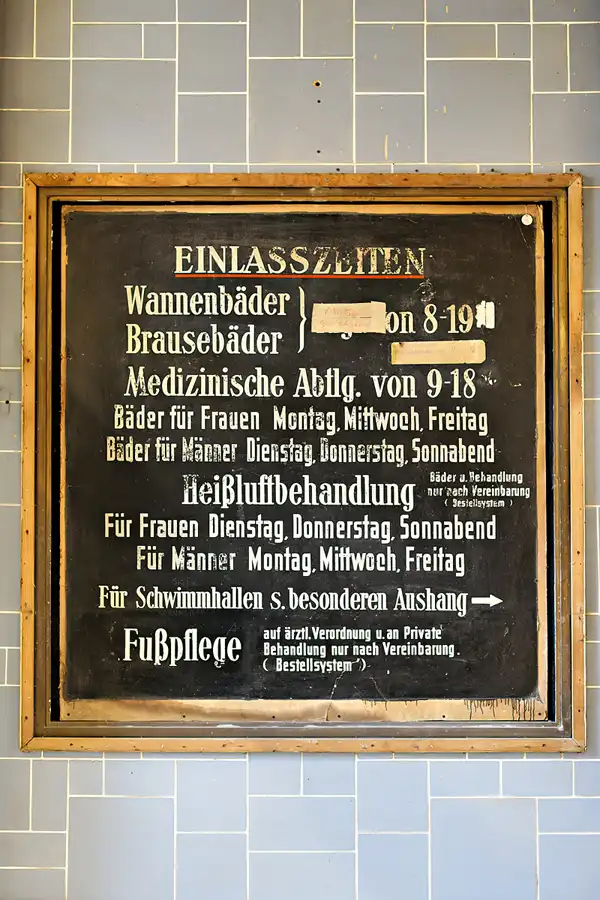 EINLASSZEITEN
Wannenbäder
Brausebäder
von 8-19
Medizinische Abtlg. von 9-18
Bäder für Frauen Montag, Mittwoch, Freitag
Bäder für Männer Dienstag, Donnerstag, Sonnabend
Heißluftbehandlung
Bäder u. Behandlung
nur nach Vereinbarung
( Bestellsystem )
Für Frauen Dienstag, Donnerstag, Sonnabend
Für Männer Montag, Mittwoch, Freitag
Für Schwimmhallen s. besonderen Aushang →
Fußpflege
auf ärztl. Verordnung u. an Private
Behandlung nur nach Vereinbarung.
( Bestellsystem )